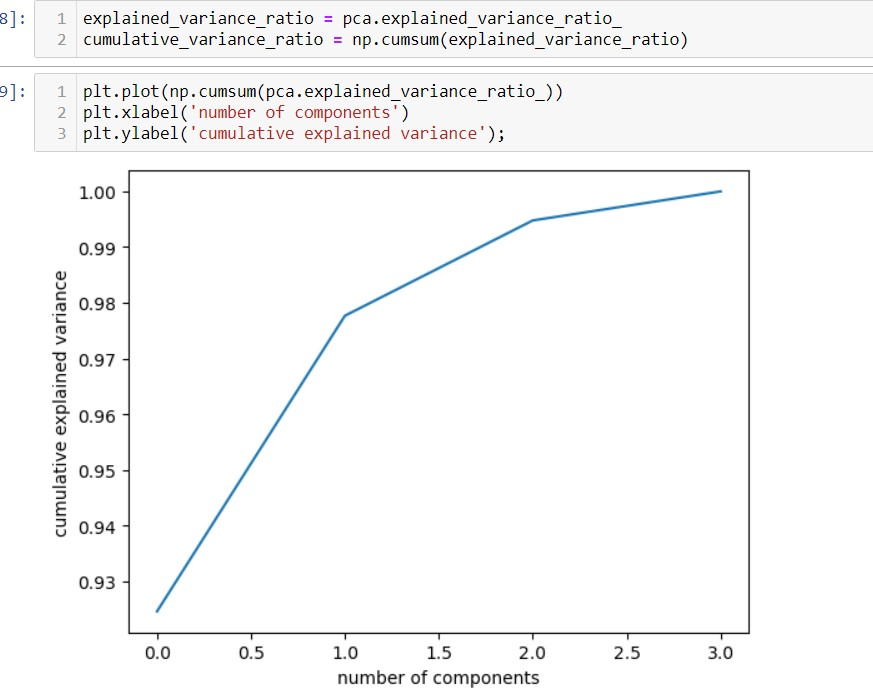 8]: 1 explained_variance_ratio = pca.explained_variance_ratio_
2 cumulative_variance_ratio = np.cumsum(explained_variance_ratio)
9]: 1 plt.plot(np.cumsum(pca.explained_variance_ratio_))
2 plt.xlabel('number of components')
3 plt.ylabel('cumulative explained variance');
1.00
0.99
0.98
0.97
0.96
0.95
0.94
0.93
cumulative explained variance
0.0 0.5 1.0 1.5 2.0 2.5 3.0
number of components